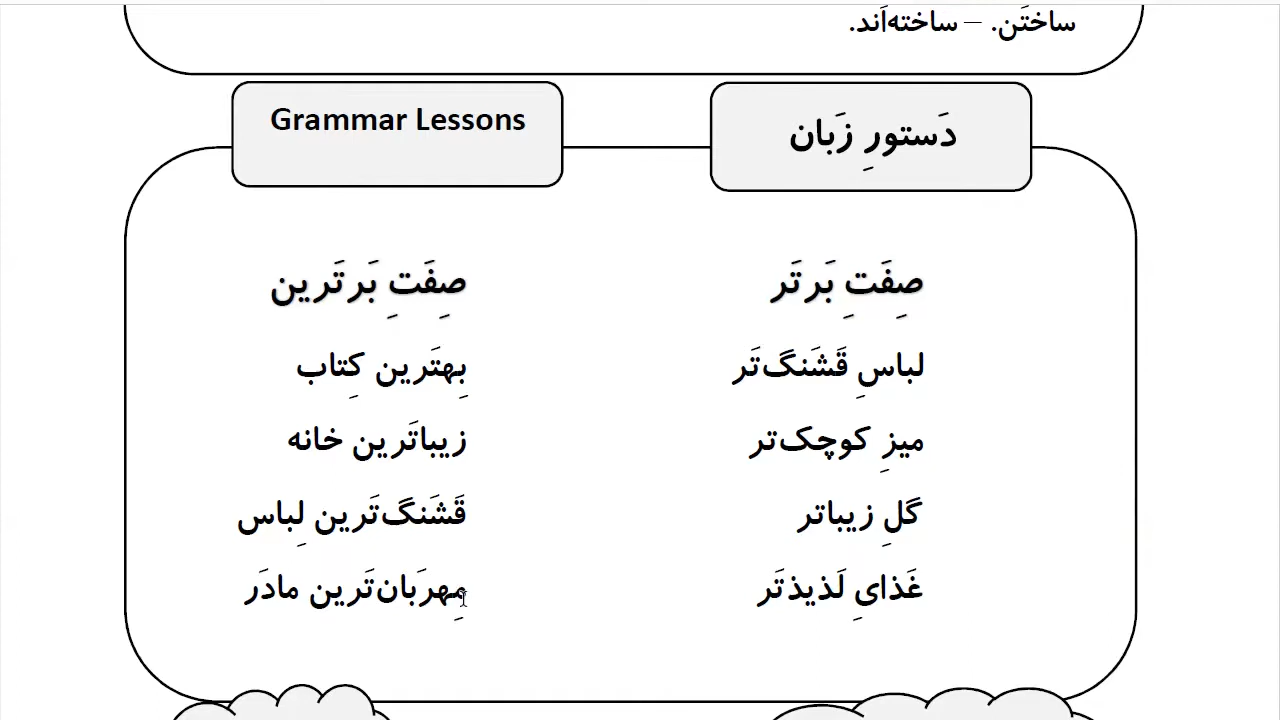 ساختَن. – ساخته‌اَند.
دَستورِ زَبان
Grammar Lessons
صِفَتِ بَرتَر
صِفَتِ بَرتَرین
لباسِ قَشَنگ‌تَر
بِهتَرین کِتاب
میزِ کوچک‌تر
زیباتَرین خانه
گلِ زیباتر
قَشَنگ‌تَرین لِباس
غَذایِ لَذیذتَر
مِهرَبان‌تَرین مادَر